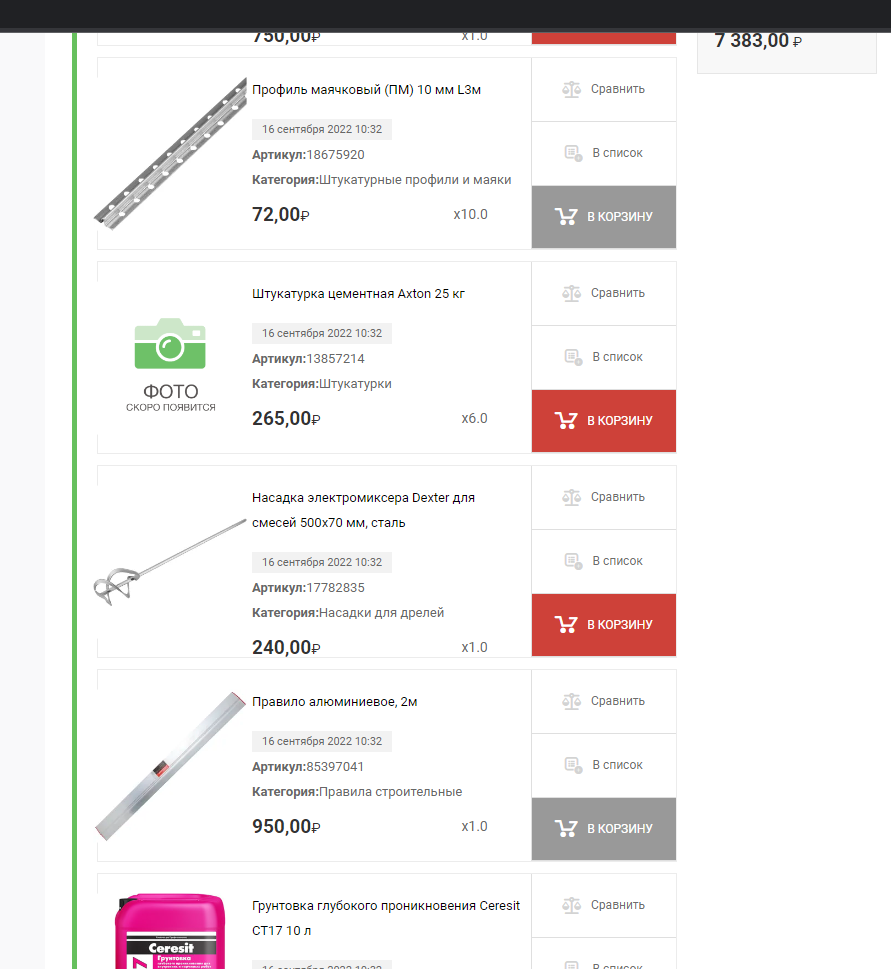 750,00₽
x1.0
7 383,00 ₽
Профиль маячковый (ПМ) 10 мм L3м
16 сентября 2022 10:32
Артикул:18675920
Категория:Штукатурные профили и маяки
72,00₽
x10.0
Сравнить
В список
В КОРЗИНУ
ФОТО
СКОРО ПОЯВИТСЯ
Штукатурка цементная Axton 25 кг
16 сентября 2022 10:32
Артикул:13857214
Категория:Штукатурки
265,00₽
x6.0
Сравнить
В список
В КОРЗИНУ
Насадка электромиксера Dexter для
смесей 500x70 мм, сталь
16 сентября 2022 10:32
Артикул:17782835
Категория:Насадки для дрелей
240,00₽
x1.0
Сравнить
В список
В КОРЗИНУ
Правило алюминиевое, 2м
16 сентября 2022 10:32
Артикул:85397041
Категория:Правила строительные
950,00₽
x1.0
Сравнить
В список
В КОРЗИНУ
Ceresit
Грунтовка
Грунтовка глубокого проникновения Ceresit
CT17 10 л
16 сентября 2022 10:32
Сравнить
В список